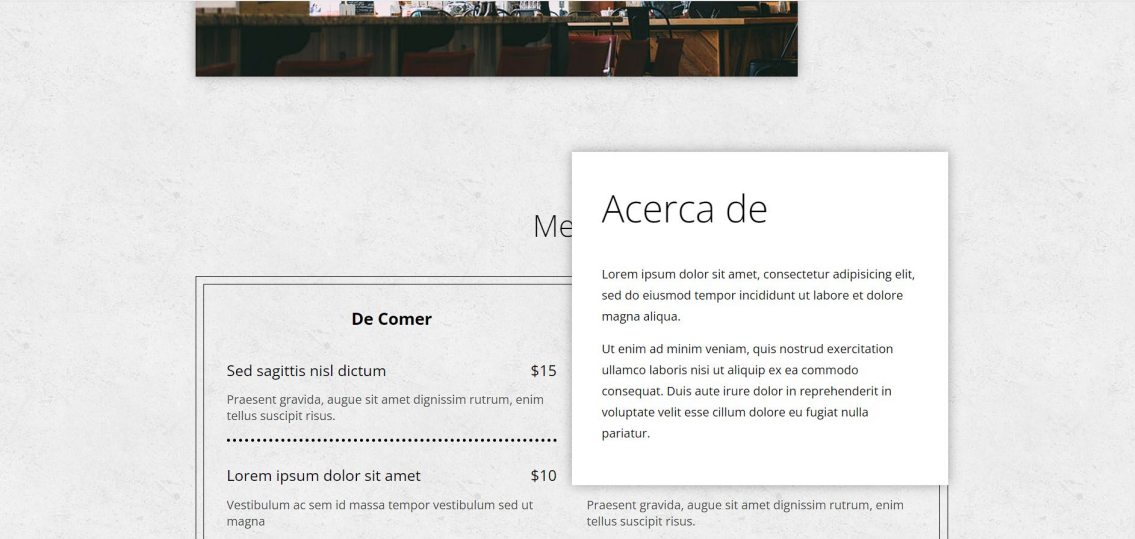 Acerca de
Lorem ipsum dolor sit amet, consectetur adipisicing elit,
sed do eiusmod tempor incididunt ut labore et dolore
magna aliqua.
Ut enim ad minim veniam, quis nostrud exercitation
ullamco laboris nisi ut aliquip ex ea commodo
consequat. Duis aute irure dolor in reprehenderit in
voluptate velit esse cillum dolore eu fugiat nulla
pariatur.
Me
De Comer
Sed sagittis nisl dictum $15
Praesent gravida, augue sit amet dignissim rutrum, enim
tellus suscipit risus.
Lorem ipsum dolor sit amet $10
Vestibulum ac sem id massa tempor vestibulum sed ut
magna
Praesent gravida, augue sit amet dignissim rutrum, enim
tellus suscipit risus.